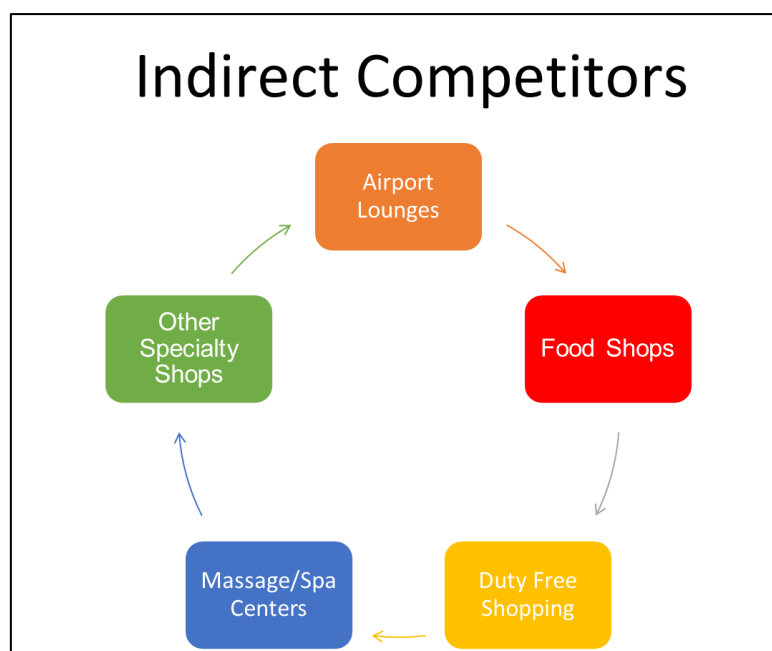 Indirect Competitors
Airport
Lounges
Food Shops
Duty Free
Shopping
Massage/Spa
Centers
Other
Specialty
Shops